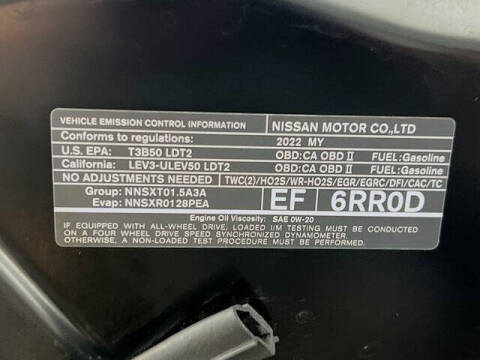 VEHICLE EMISSION CONTROL INFORMATION NISSAN MOTOR CO.,LTD
Conforms to regulations: 2022 MY
U.S. EPA: T3B50 LDT2 OBD:CA OBD II FUEL:Gasoline
California: LEV3-ULEV50 LDT2 OBD:CA OBD II FUEL:Gasoline
NO ADJUSTMENTS NEEDED TWC(2)/HO2S/WR-HO2S/EGR/EGRC/DFI/CAC/TC
Group: NNSXT01.5A3A
Evap: NNSXR0128PEA
EF 6RR0D
Engine Oil Viscosity: SAE 0W-20
IF EQUIPPED WITH ALL-WHEEL DRIVE, LOADED I/M TESTING MUST BE CONDUCTED
ON A FOUR WHEEL DRIVE SPEED SYNCHRONIZED DYNAMOMETER.
OTHERWISE, A NON-LOADED TEST PROCEDURE MUST BE USED.